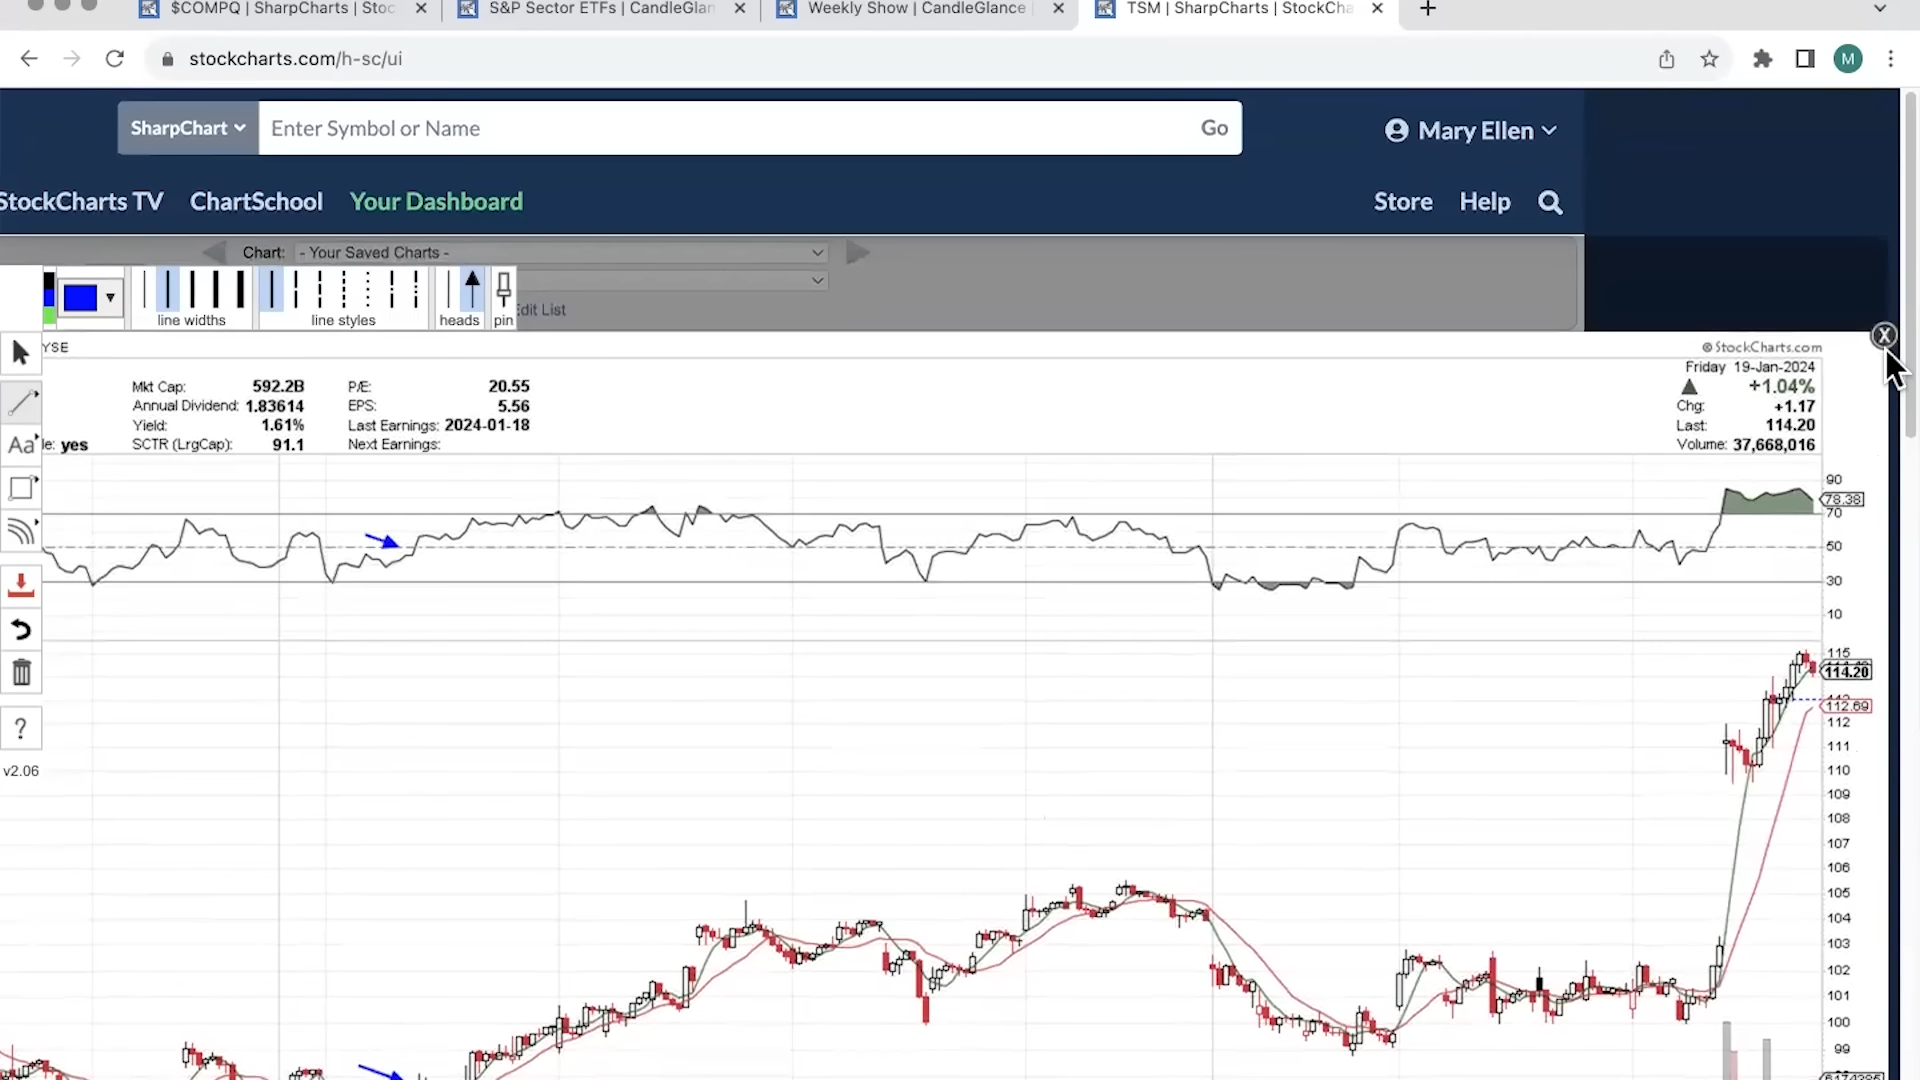 $COMPQ | SharpCharts | Stoc
S&P Sector ETFs | CandleGlan
Weekly Show | CandleGlance
TSM | SharpCharts | StockCha
stockcharts.com/h-sc/ui
M
SharpChart
Enter Symbol or Name
Go
Mary Ellen
StockCharts TV
ChartSchool
Your Dashboard
Store
Help
Chart:
- Your Saved Charts -
Edit List
line widths
line styles
heads
pin
YSE
©StockCharts.com
Friday 19-Jan-2024
Mkt Cap: 592.2B
P/E: 20.55
+1.04%
Annual Dividend: 1.83614
EPS: 5.56
Chg: +1.17
Yield: 1.61%
Last Earnings: 2024-01-18
Last: 114.20
Aa
le: yes
SCTR (LrgCap): 91.1
Next Earnings:
Volume: 37,668,016
90
78.38
70
50
30
10
115
114.20
112.69
112
111
110
109
108
107
106
105
104
103
102
101
100
99
?
v2.06
X